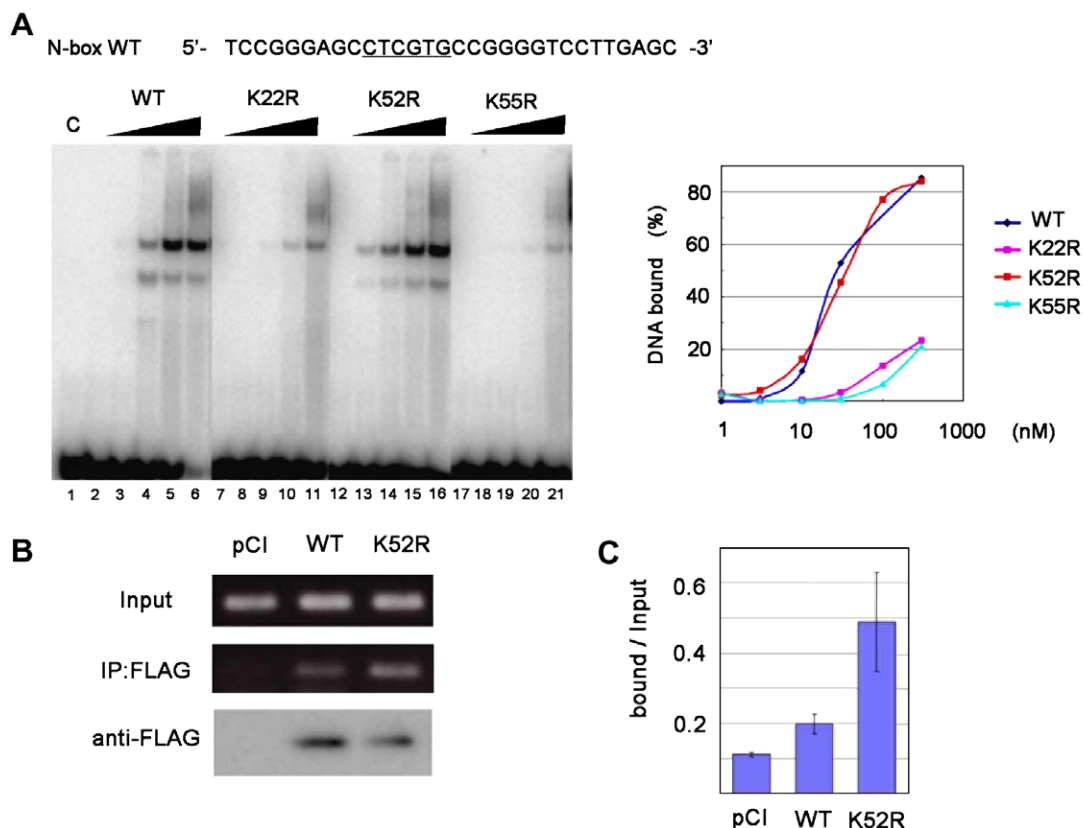 A
N-box WT 5'- TCCGGGAGCCTCGTGCCGGGGTCCTTGAGC -3'
C WT K22R K52R K55R
1 2 3 4 5 6 7 8 9 10 11 12 13 14 15 16 17 18 19 20 21
DNA bound (%)
80
60
40
20
1 10 100 1000 (nM)
WT
K22R
K52R
K55R
B
pCI WT K52R
Input
IP:FLAG
anti-FLAG
C
bound / Input
0.6
0.4
0.2
pCI WT K52R